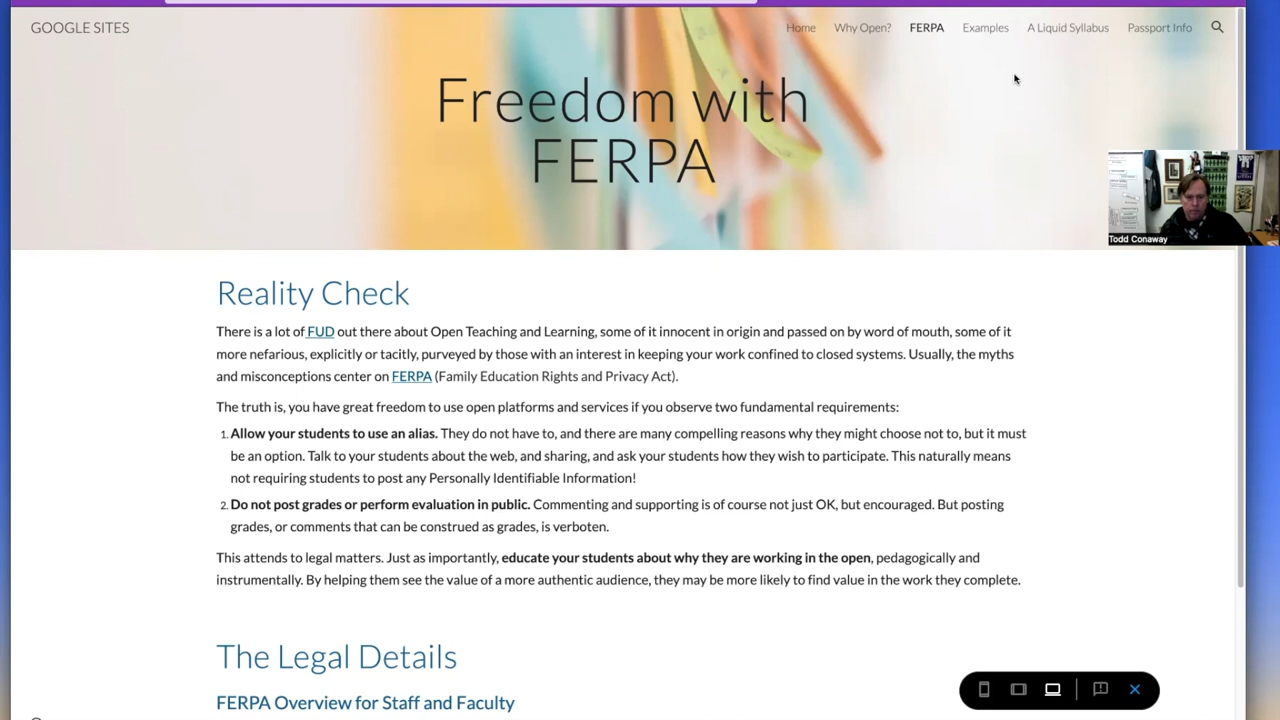 GOOGLE SITES
Home Why Open? FERPA Examples A Liquid Syllabus Passport Info
Freedom with
FERPA
Todd Conaway
Reality Check
There is a lot of FUD out there about Open Teaching and Learning, some of it innocent in origin and passed on by word of mouth, some of it
more nefarious, explicitly or tacitly, purveyed by those with an interest in keeping your work confined to closed systems. Usually, the myths
and misconceptions center on FERPA (Family Education Rights and Privacy Act).
The truth is, you have great freedom to use open platforms and services if you observe two fundamental requirements:
1. Allow your students to use an alias. They do not have to, and there are many compelling reasons why they might choose not to, but it must
be an option. Talk to your students about the web, and sharing, and ask your students how they wish to participate. This naturally means
not requiring students to post any Personally Identifiable Information!
2. Do not post grades or perform evaluation in public. Commenting and supporting is of course not just OK, but encouraged. But posting
grades, or comments that can be construed as grades, is verboten.
This attends to legal matters. Just as importantly, educate your students about why they are working in the open, pedagogically and
instrumentally. By helping them see the value of a more authentic audience, they may be more likely to find value in the work they complete.
The Legal Details
FERPA Overview for Staff and Faculty